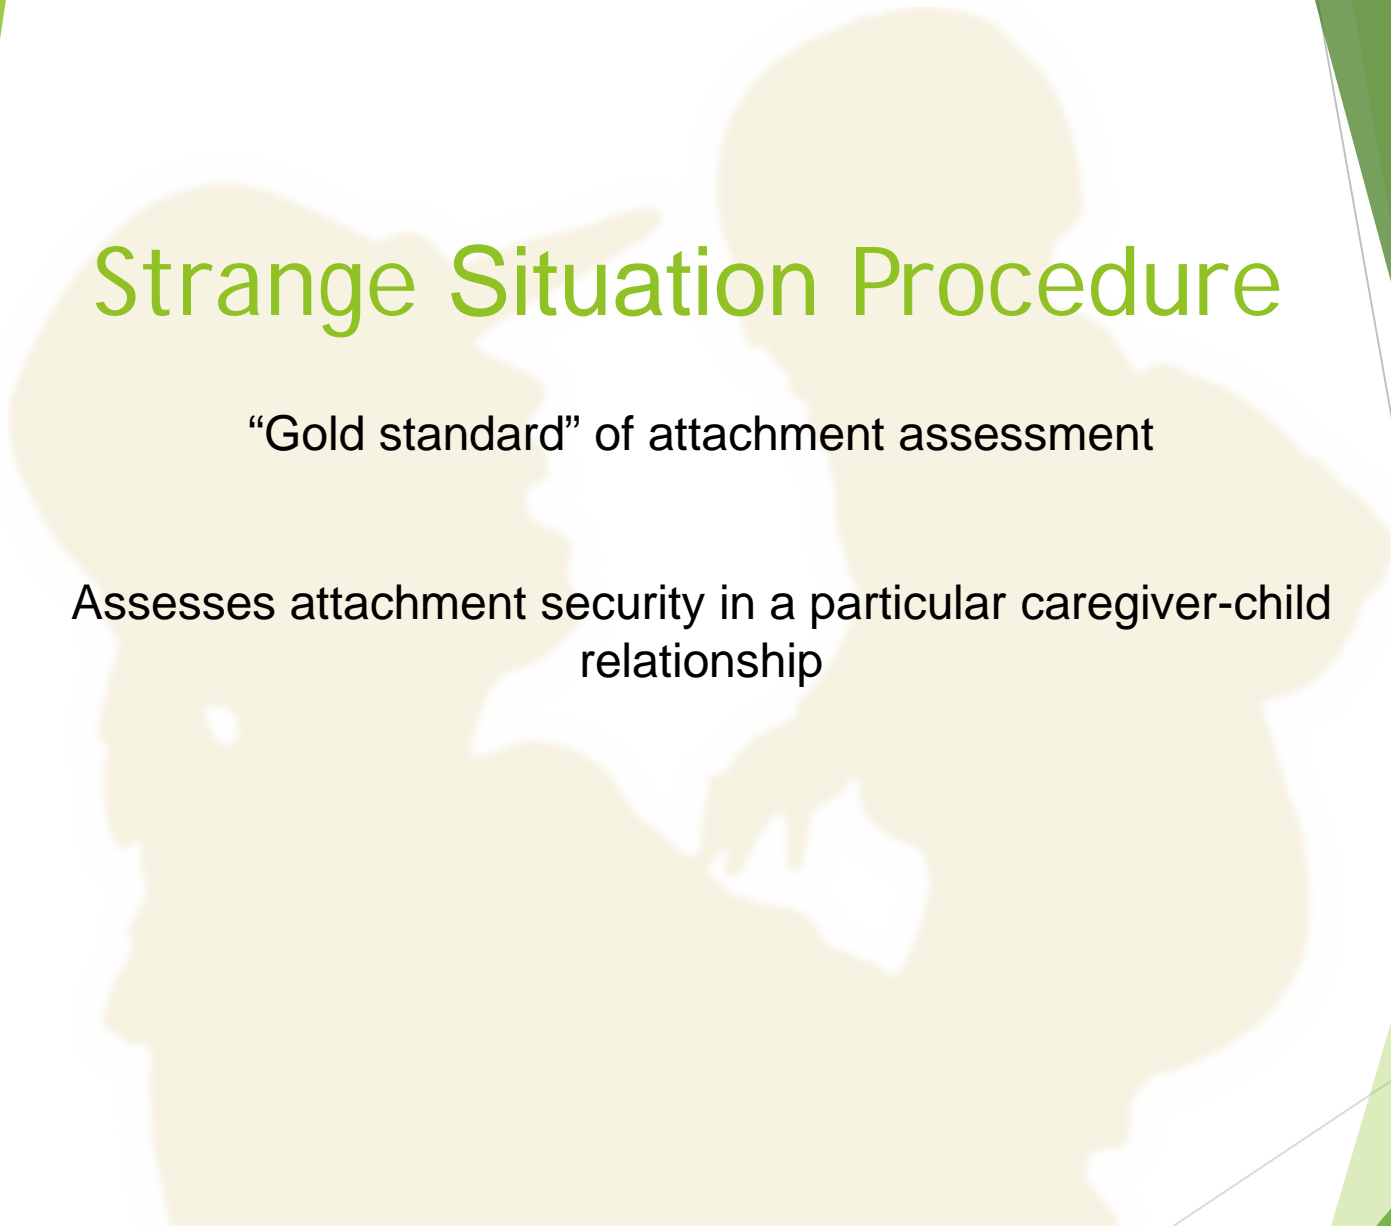 Strange Situation Procedure
“Gold standard” of attachment assessment
Assesses attachment security in a particular caregiver-child
relationship